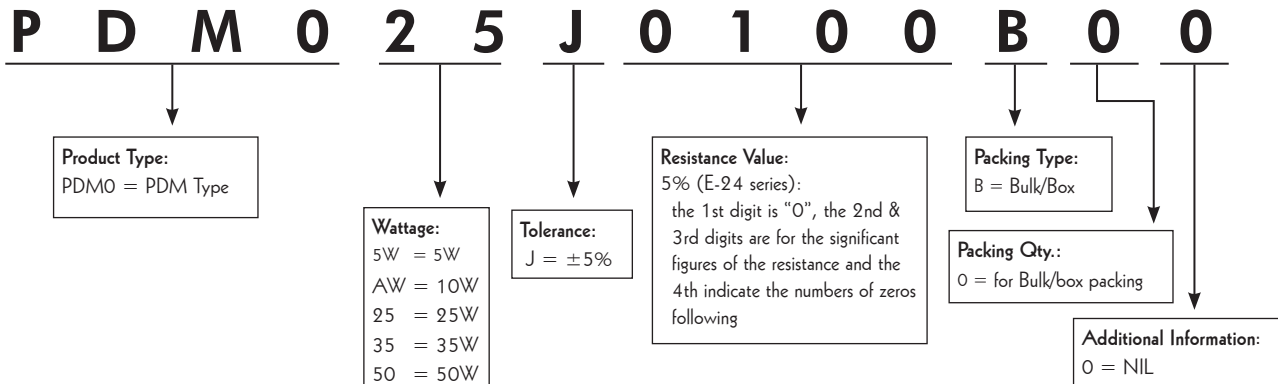 P D M 0 2 5 J 0 1 0 0 B 0 0
Product Type:
PDM0 = PDM Type
Wattage:
5W = 5W
AW = 10W
25 = 25W
35 = 35W
50 = 50W
Tolerance:
J = ±5%
Resistance Value:
5% (E-24 series):
the 1st digit is "0", the 2nd &
3rd digits are for the significant
figures of the resistance and the
4th indicate the numbers of zeros
following
Packing Type:
B = Bulk/Box
Packing Qty.:
0 = for Bulk/box packing
Additional Information:
0 = NIL